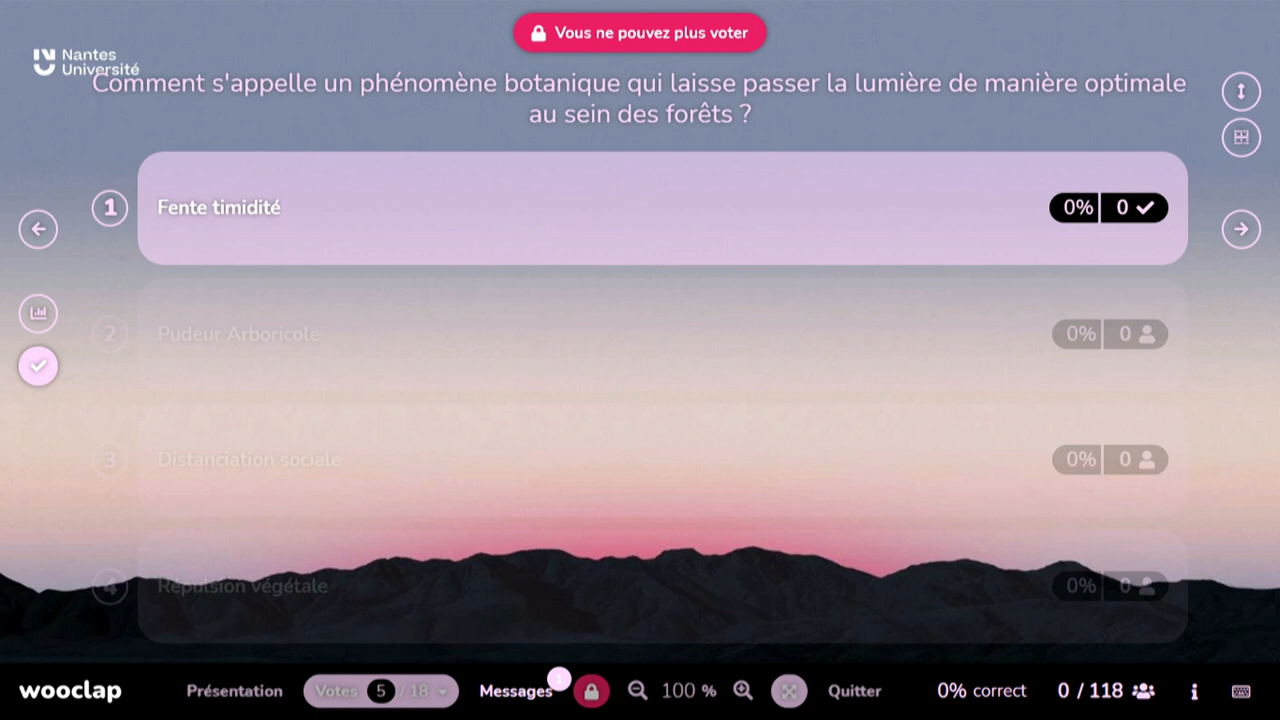 Vous ne pouvez plus voter
Nantes
Université
Comment s'appelle un phénomène botanique qui laisse passer la lumière de manière optimale
au sein des forêts ?
1 Fente timidité 0% 0
2 Pudeur Arboricole 0% 0
3 Distanciation sociale 0% 0
4 Répulsion végétale 0% 0
wooclap Présentation Votes 5 / 18 Messages 1 100 % Quitter 0% correct 0 / 118